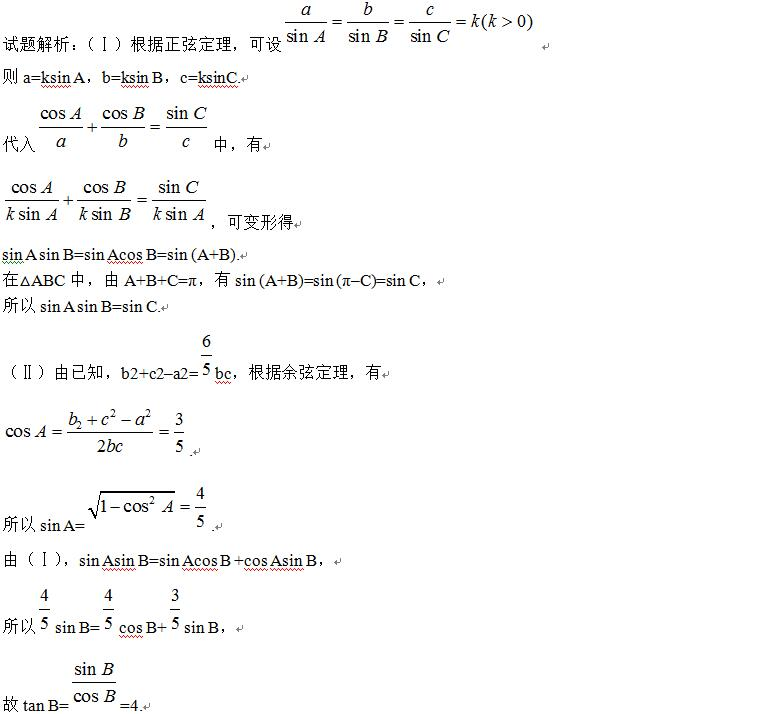 试题解析：（Ⅰ）根据正弦定理，可设 $\frac{a}{\sin A}=\frac{b}{\sin B}=\frac{c}{\sin C}=k(k>0)$
则 a=ksin A，b=ksin B，c=ksinC.
代入 $\frac{\cos A}{a}+\frac{\cos B}{b}=\frac{\sin C}{c}$ 中，有
$\frac{\cos A}{k\sin A}+\frac{\cos B}{k\sin B}=\frac{\sin C}{k\sin A}$，可变形得
sin A sin B=sin Acos B=sin (A+B).
在△ABC 中，由 A+B+C=π，有 sin (A+B)=sin (π–C)=sin C，
所以 sin A sin B=sin C.
（Ⅱ）由已知，b2+c2–a2= $\frac{6}{5}$ bc，根据余弦定理，有
$\cos A=\frac{b_2+c^2-a^2}{2bc}=\frac{3}{5}$.
所以 sin A= $\sqrt{1-\cos^2 A}=\frac{4}{5}$.
由（Ⅰ），sin Asin B=sin Acos B +cos Asin B，
所以 $\frac{4}{5}$ sin B= $\frac{4}{5}$ cos B+ $\frac{3}{5}$ sin B，
故 tan B= $\frac{\sin B}{\cos B}$ =4.